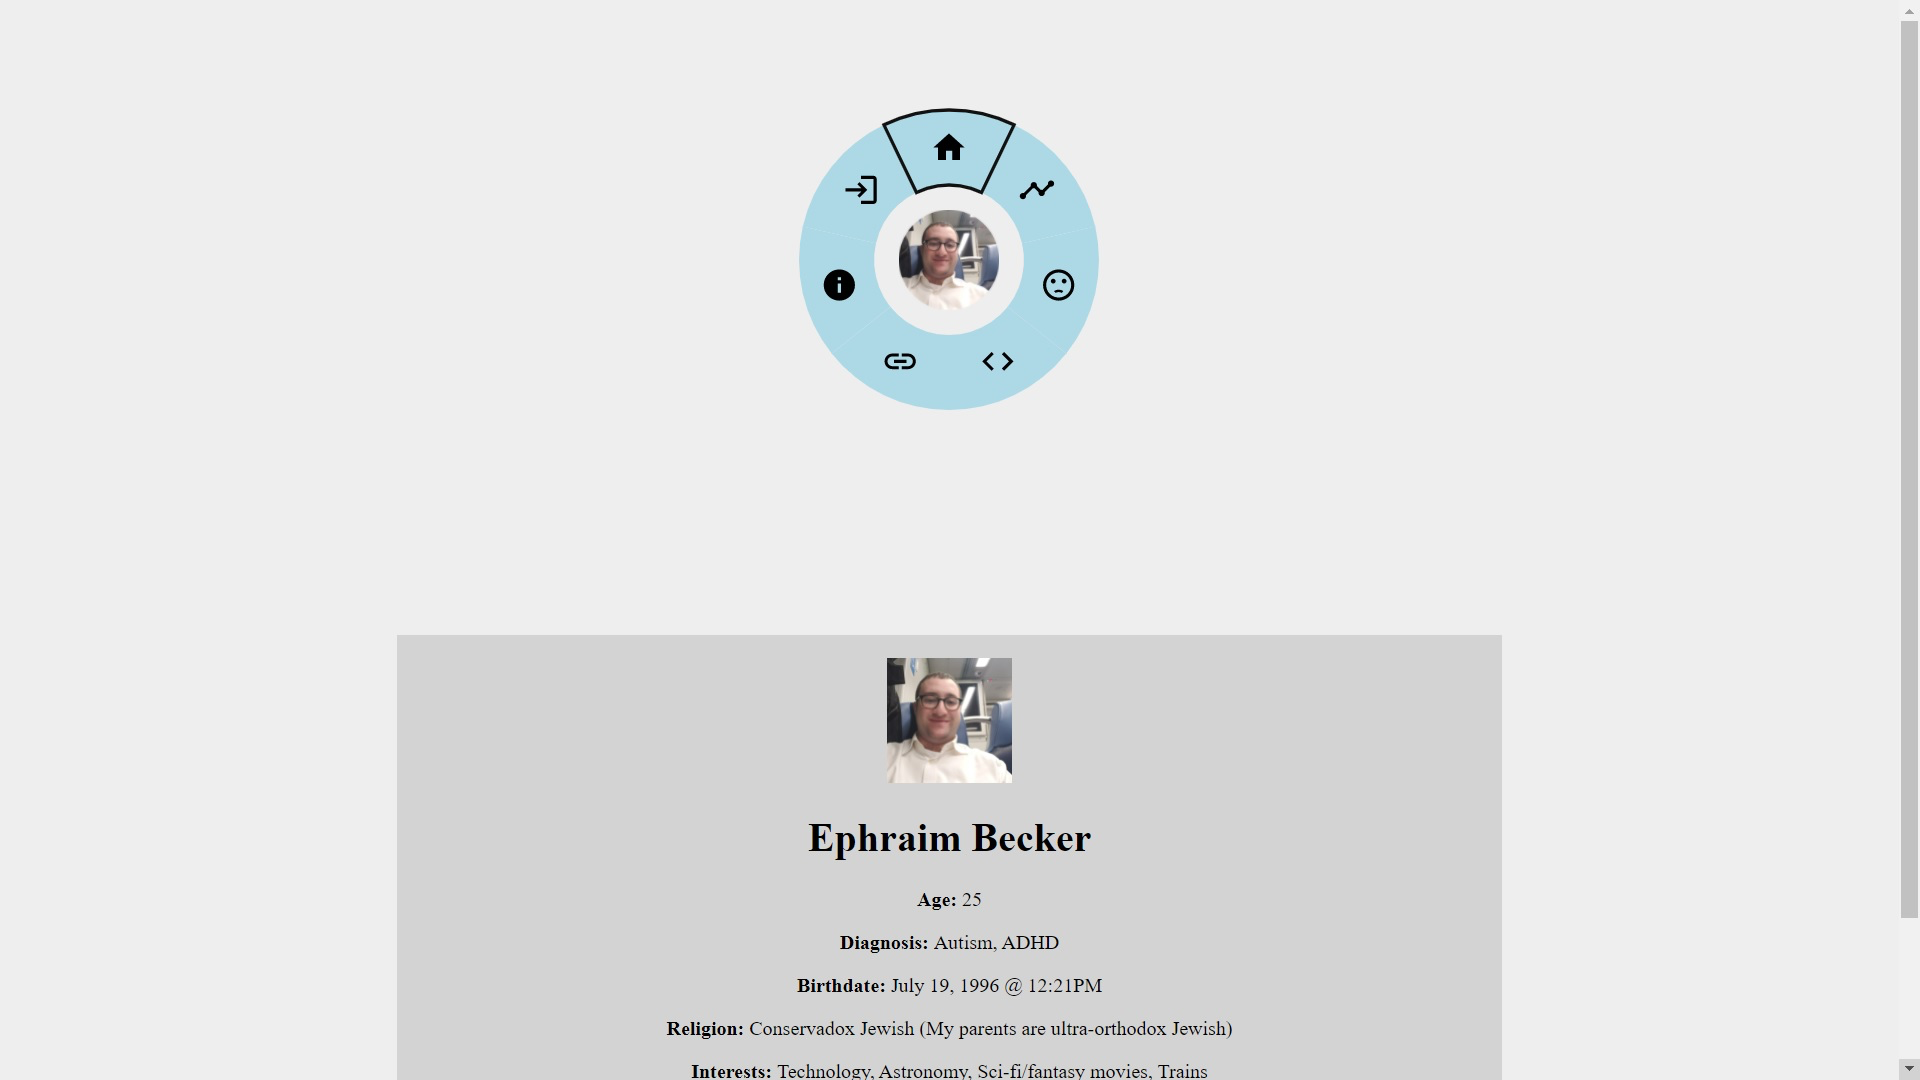 Ephraim Becker
Age: 25
Diagnosis: Autism, ADHD
Birthdate: July 19, 1996 @ 12:21PM
Religion: Conservadox Jewish (My parents are ultra-orthodox Jewish)
Interests: Technology, Astronomy, Sci-fi/fantasy movies, Trains